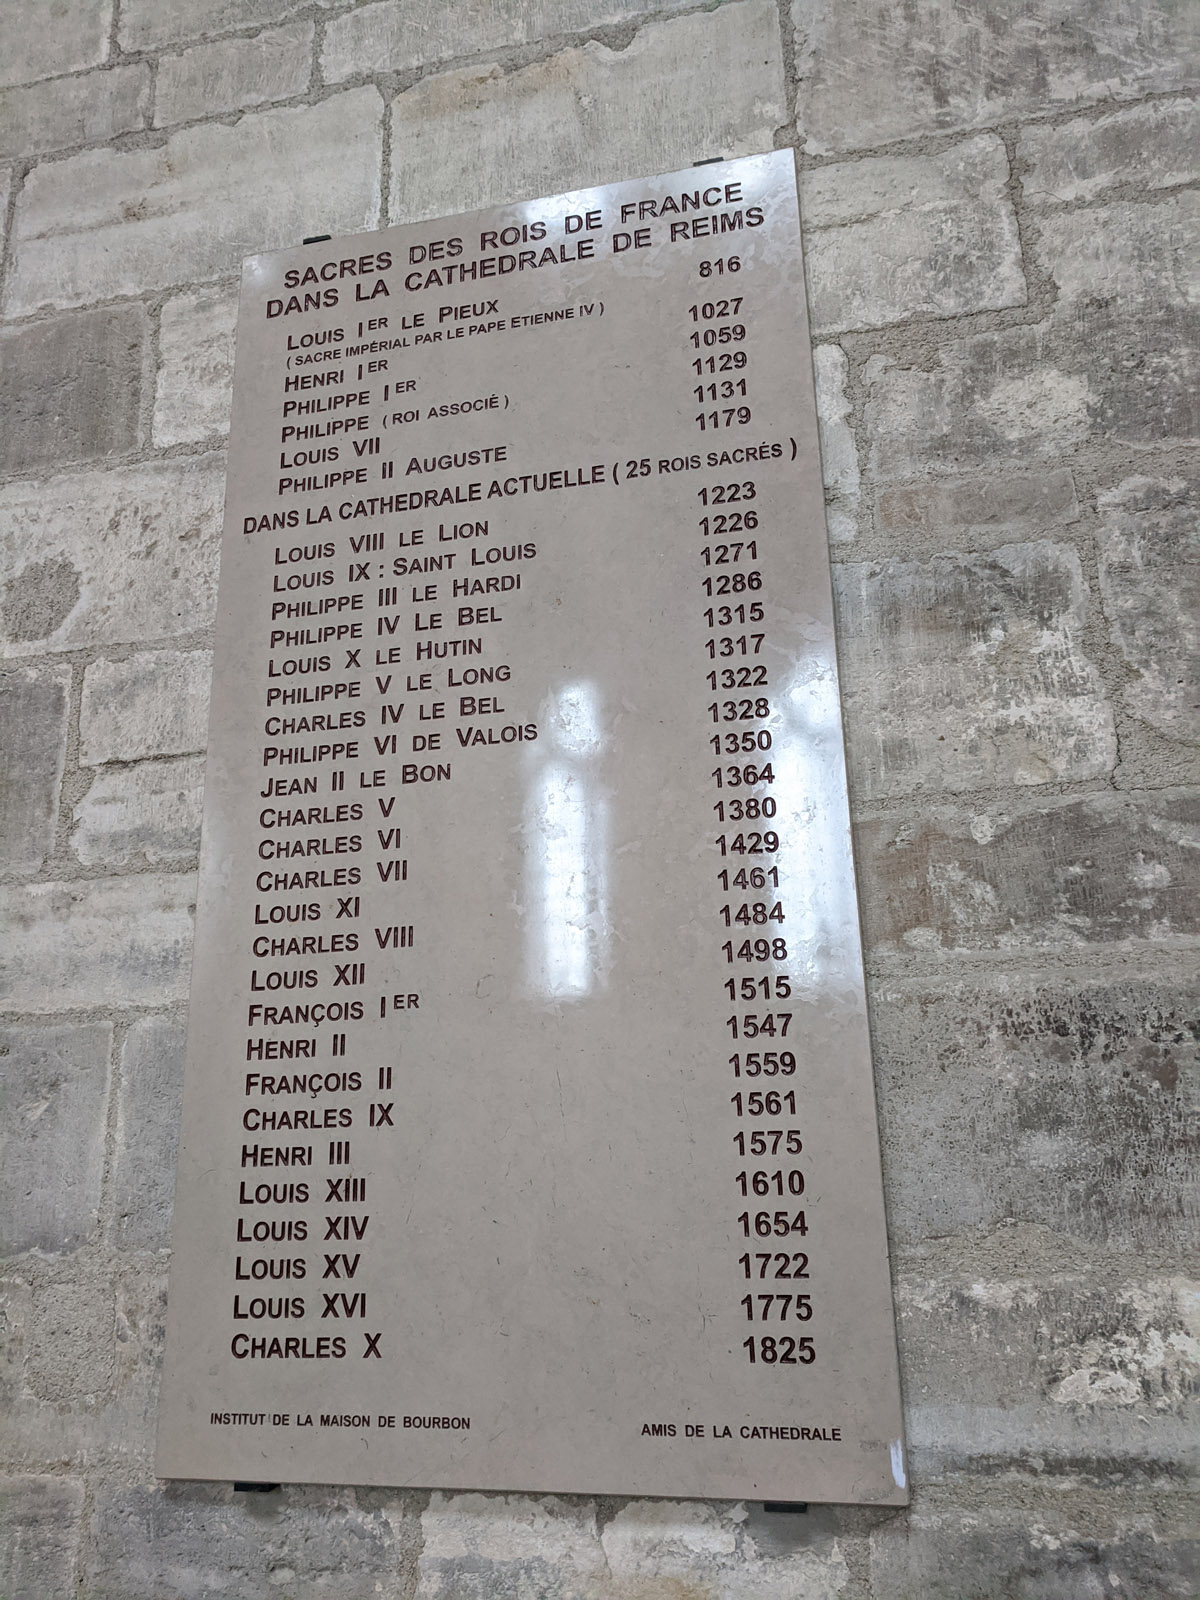 SACRES DES ROIS DE FRANCE
DANS LA CATHEDRALE DE REIMS
LOUIS IER LE PIEUX 816
( SACRE IMPÉRIAL PAR LE PAPE ETIENNE IV )
HENRI IER 1027
PHILIPPE IER 1059
PHILIPPE ( ROI ASSOCIÉ ) 1129
LOUIS VII 1131
PHILIPPE II AUGUSTE 1179
DANS LA CATHEDRALE ACTUELLE ( 25 ROIS SACRÉS )
LOUIS VIII LE LION 1223
LOUIS IX : SAINT LOUIS 1226
PHILIPPE III LE HARDI 1271
PHILIPPE IV LE BEL 1286
LOUIS X LE HUTIN 1315
PHILIPPE V LE LONG 1317
CHARLES IV LE BEL 1322
PHILIPPE VI DE VALOIS 1328
JEAN II LE BON 1350
CHARLES V 1364
CHARLES VI 1380
CHARLES VII 1429
LOUIS XI 1461
CHARLES VIII 1484
LOUIS XII 1498
FRANÇOIS IER 1515
HENRI II 1547
FRANÇOIS II 1559
CHARLES IX 1561
HENRI III 1575
LOUIS XIII 1610
LOUIS XIV 1654
LOUIS XV 1722
LOUIS XVI 1775
CHARLES X 1825
INSTITUT DE LA MAISON DE BOURBON AMIS DE LA CATHEDRALE